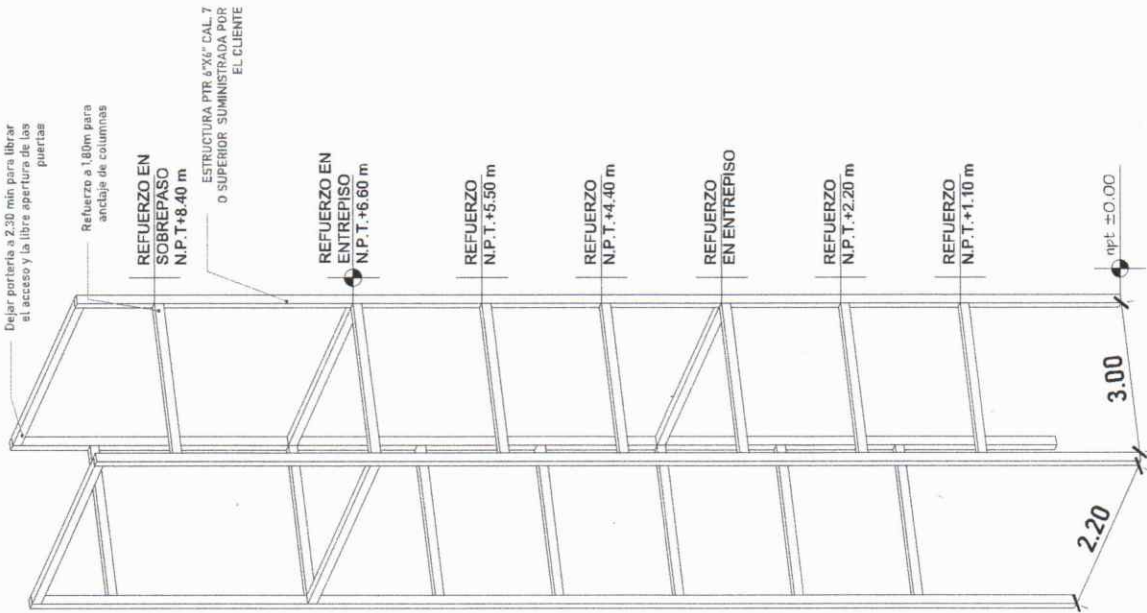 Dejar portería a 2.30 min para librar
el acceso y la libre apertura de las
puertas
Refuerzo a 1.80m para
anclaje de columnas
ESTRUCTURA PTR 6"X6" CAL. 7
O SUPERIOR SUMINISTRADA POR
EL CLIENTE
REFUERZO EN
SOBREPASO
N.P.T+8.40 m
REFUERZO EN
ENTREPISO
N.P.T.+6.60 m
REFUERZO
N.P.T.+5.50 m
REFUERZO
N.P.T.+4.40 m
REFUERZO
EN ENTREPISO
REFUERZO
N.P.T.+2.20 m
REFUERZO
N.P.T.+1.10 m
npt ±0.00
3.00
2.20